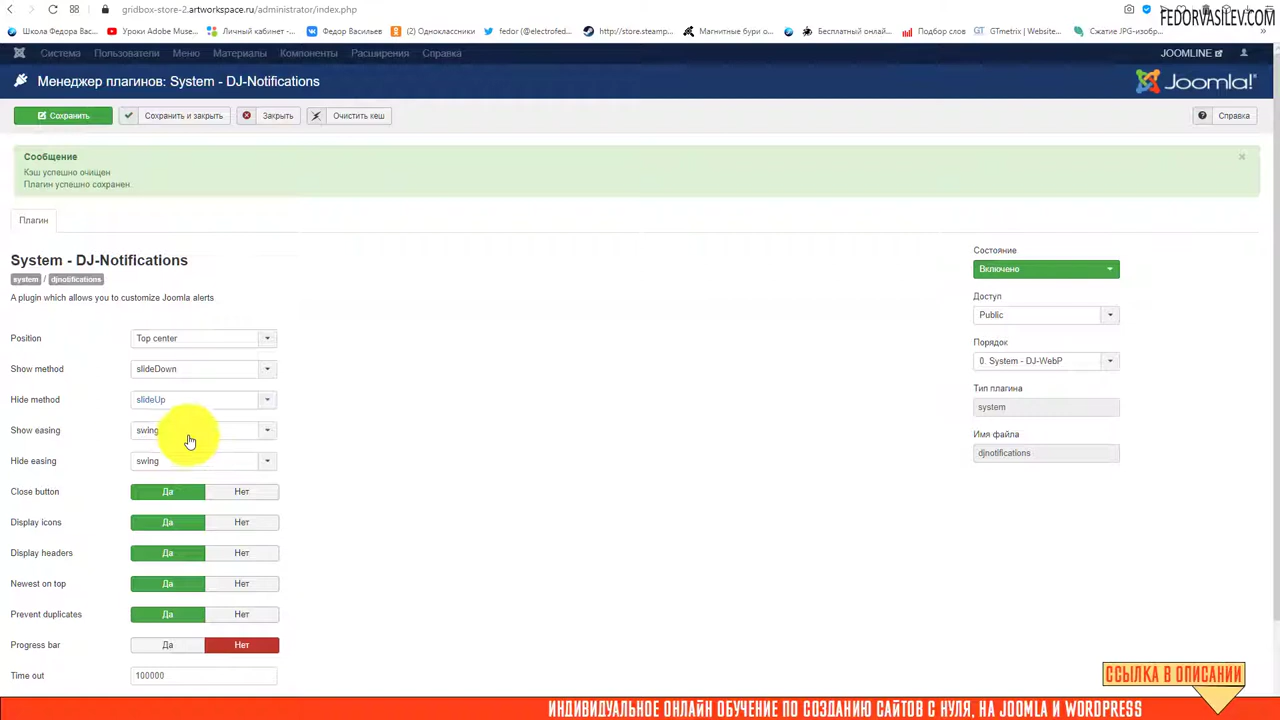 gridbox-store-2.artworkspace.ru/administrator/index.php
FEDORVASILEV.COM
Школа Федора Вас... Уроки Adobe Muse... Личный кабинет -... Федор Васильев (2) Одноклассники fedor (@electrofed... http://store.steamp... Магнитные бури о... Бесплатный онлай... Подбор слов GTmetrix | Website... Сжатие JPG-изобр...
Система Пользователи Меню Материалы Компоненты Расширения Справка JOOMLINE
Менеджер плагинов: System - DJ-Notifications Joomla!
Сохранить Сохранить и закрыть Закрыть Очистить кеш Справка
Сообщение
Кэш успешно очищен
Плагин успешно сохранен
Плагин
System - DJ-Notifications
system / djnotifications
A plugin which allows you to customize Joomla alerts
Position Top center
Show method slideDown
Hide method slideUp
Show easing swing
Hide easing swing
Close button Да Нет
Display icons Да Нет
Display headers Да Нет
Newest on top Да Нет
Prevent duplicates Да Нет
Progress bar Да Нет
Time out 100000
Состояние
Включено
Доступ
Public
Порядок
0. System - DJ-WebP
Тип плагина
system
Имя файла
djnotifications
ССЫЛКА В ОПИСАНИИ
ИНДИВИДУАЛЬНОЕ ОНЛАЙН ОБУЧЕНИЕ ПО СОЗДАНИЮ САЙТОВ С НУЛЯ, НА JOOMLA И WORDPRESS